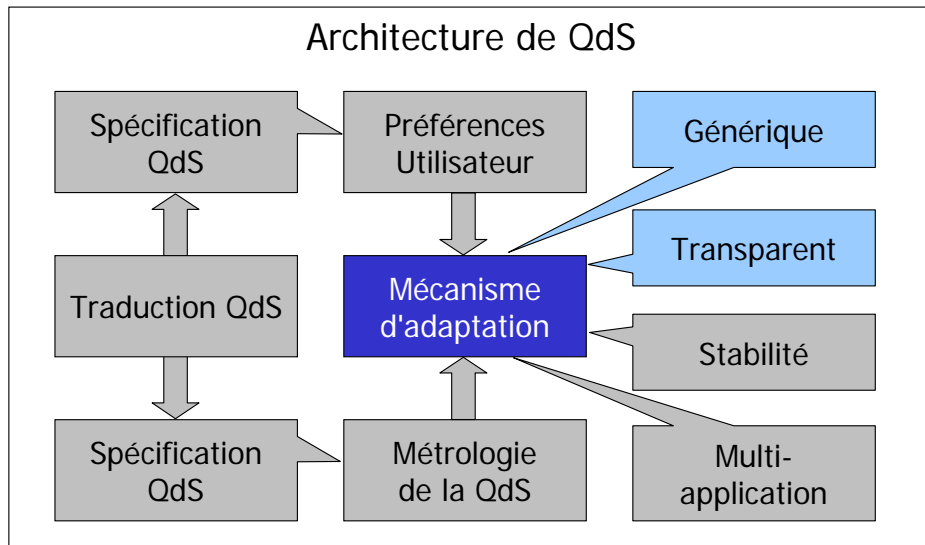 Architecture de QdS
Spécification
QdS
Préférences
Utilisateur
Générique
Traduction QdS
Mécanisme
d'adaptation
Transparent
Stabilité
Spécification
QdS
Métrologie
de la QdS
Multi-
application